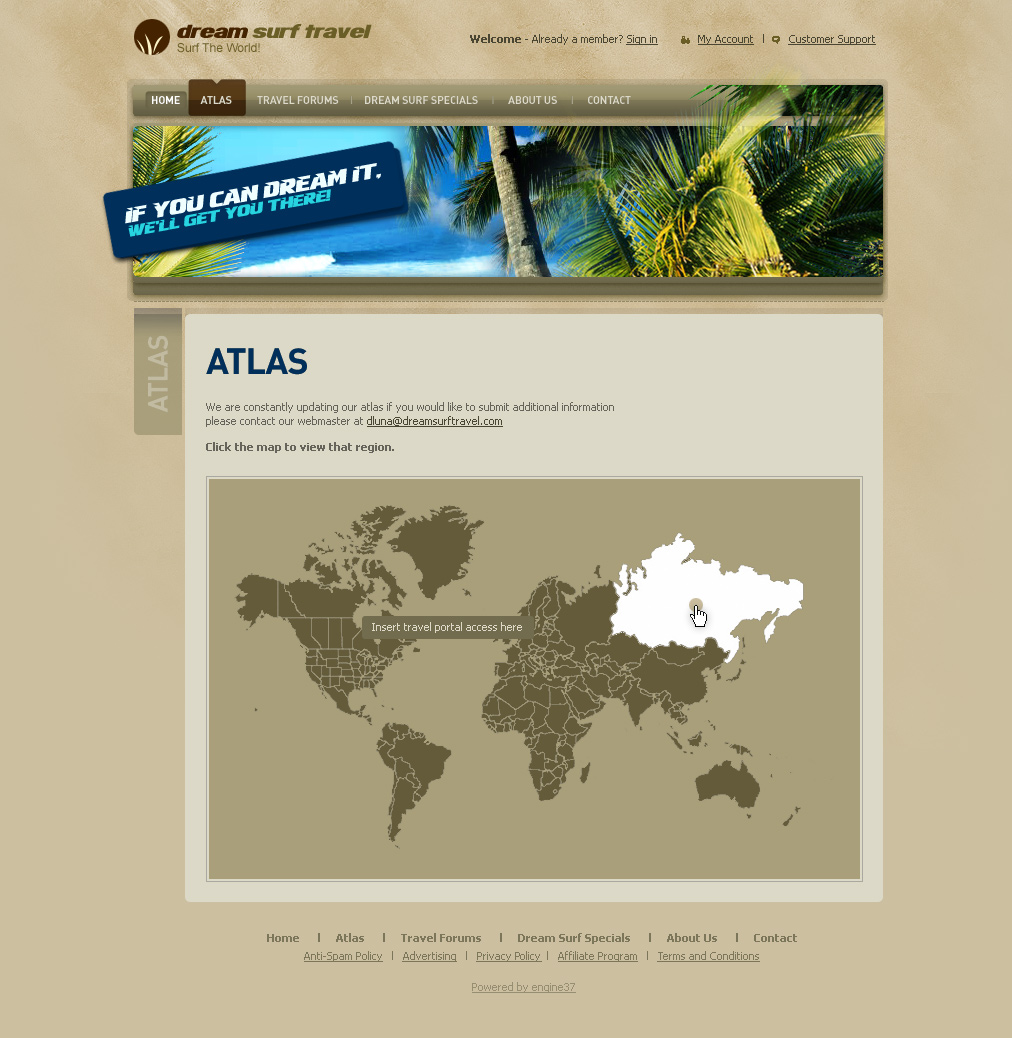 dream surf travel
Surf The World!
Welcome - Already a member? Sign in
My Account | Customer Support
HOME ATLAS TRAVEL FORUMS | DREAM SURF SPECIALS | ABOUT US | CONTACT
IF YOU CAN DREAM IT,
WE'LL GET YOU THERE!
ATLAS
ATLAS
We are constantly updating our atlas if you would like to submit additional information
please contact our webmaster at dluna@dreamsurftravel.com
Click the map to view that region.
Insert travel portal access here
Home | Atlas | Travel Forums | Dream Surf Specials | About Us | Contact
Anti-Spam Policy | Advertising | Privacy Policy | Affiliate Program | Terms and Conditions
Powered by engine37